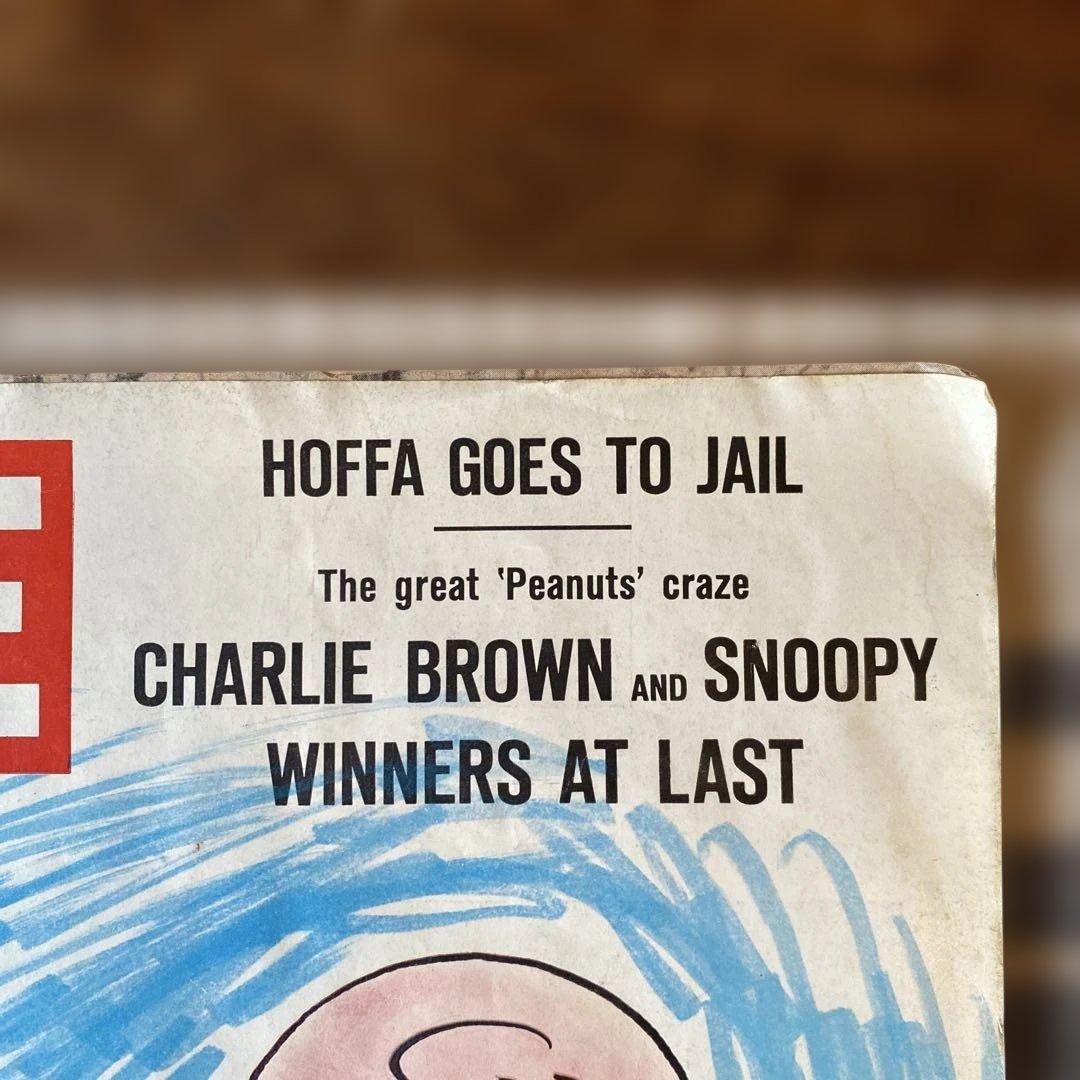 E
HOFFA GOES TO JAIL
The great ‘Peanuts’ craze
CHARLIE BROWN AND SNOOPY
WINNERS AT LAST